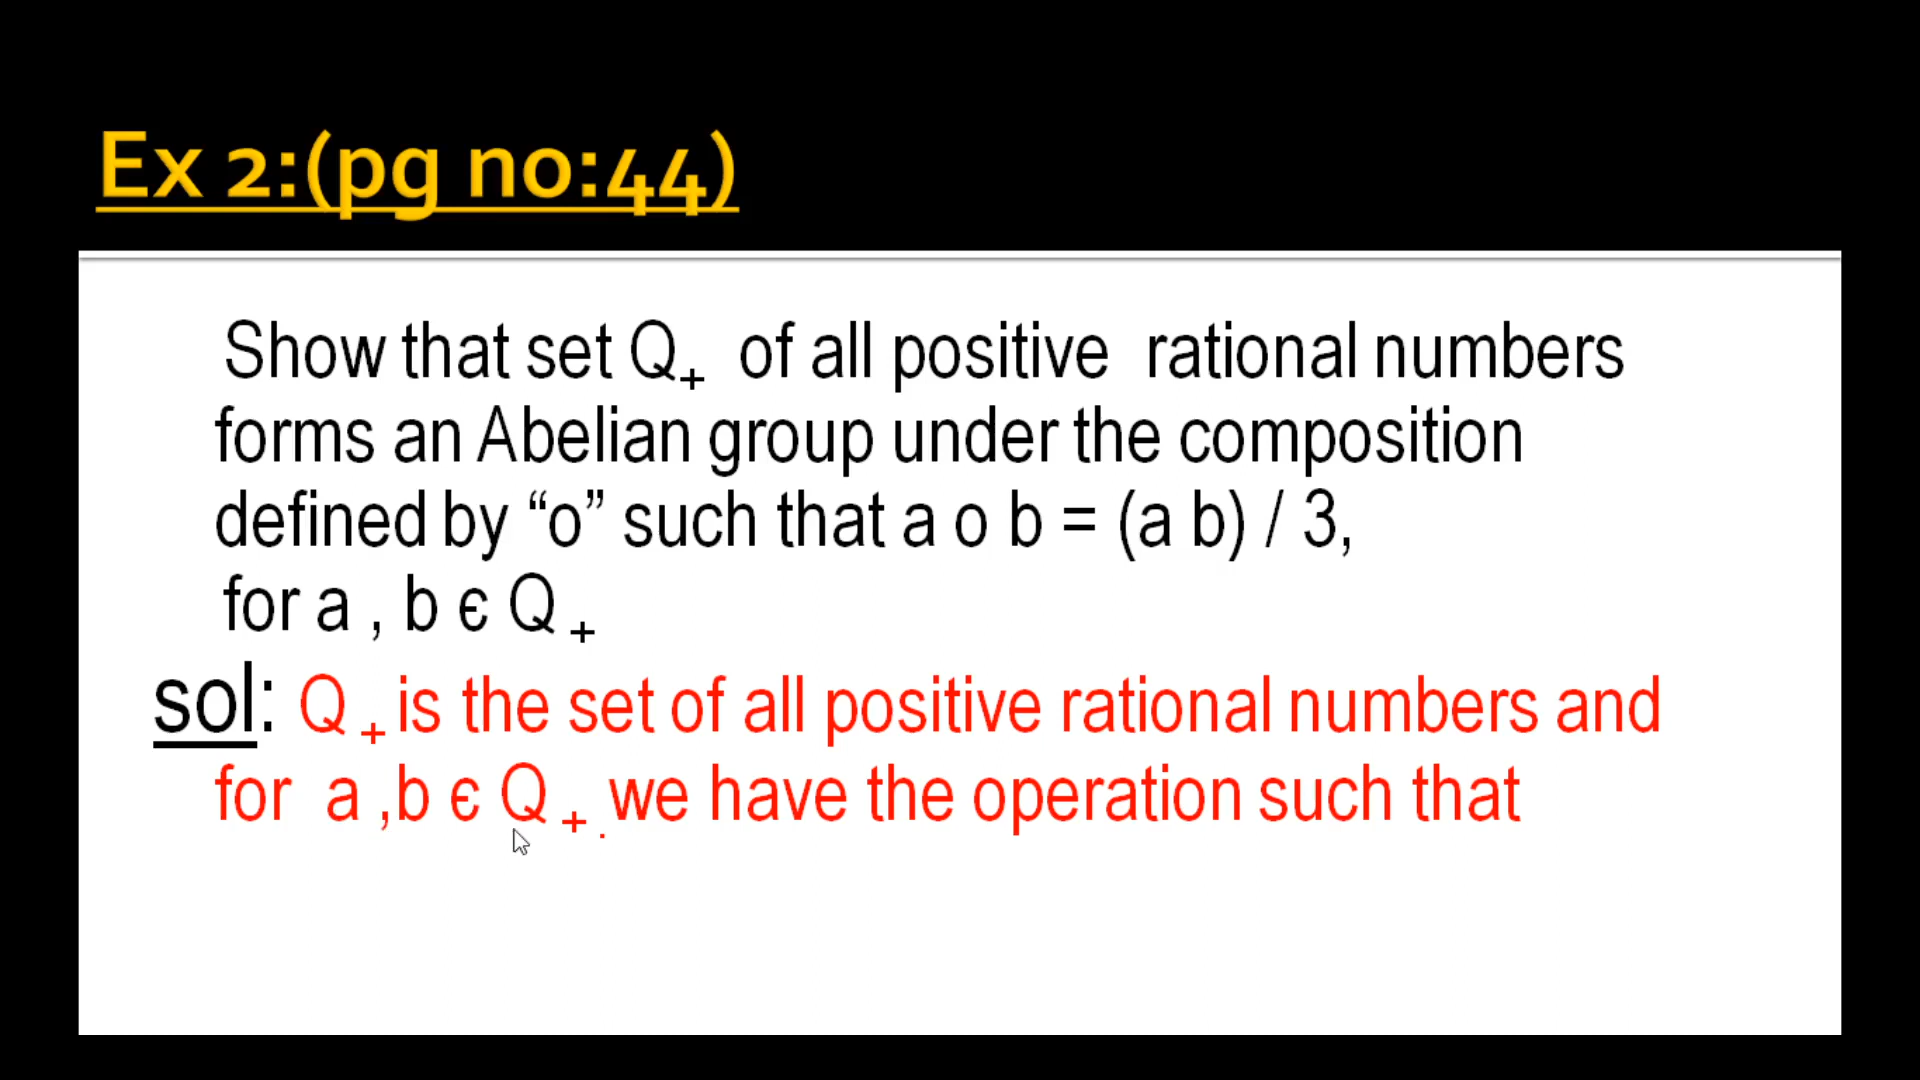 Ex 2:(pg no:44)
Show that set Q₊ of all positive rational numbers
forms an Abelian group under the composition
defined by “o” such that a o b = (a b) / 3,
for a , b є Q ₊
sol: Q ₊ is the set of all positive rational numbers and
for a ,b є Q ₊ . we have the operation such that